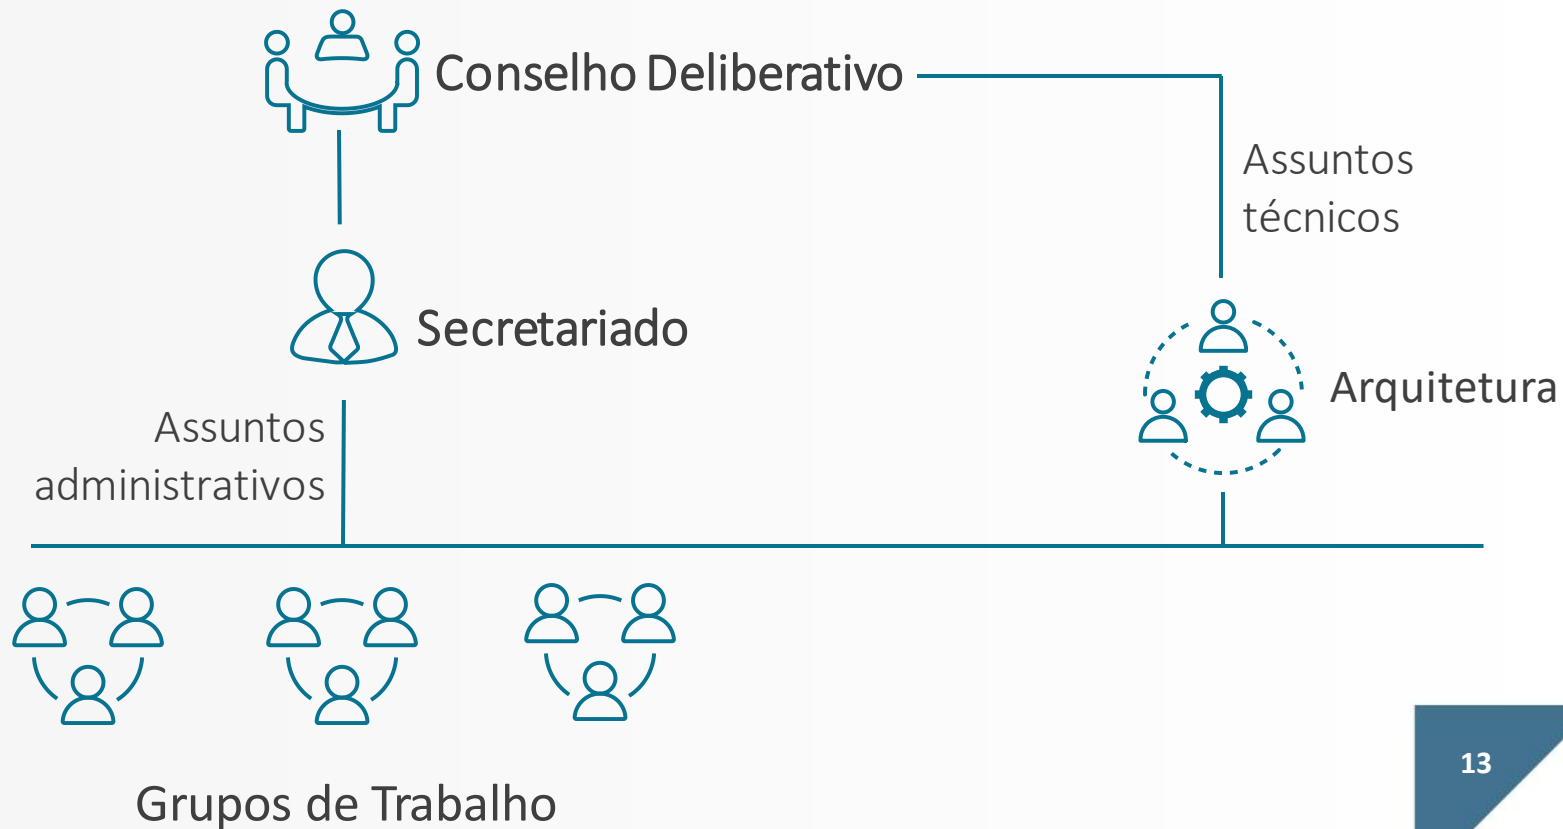 Conselho Deliberativo
Assuntos
técnicos
Secretariado
Arquitetura
Assuntos
administrativos
Grupos de Trabalho
13